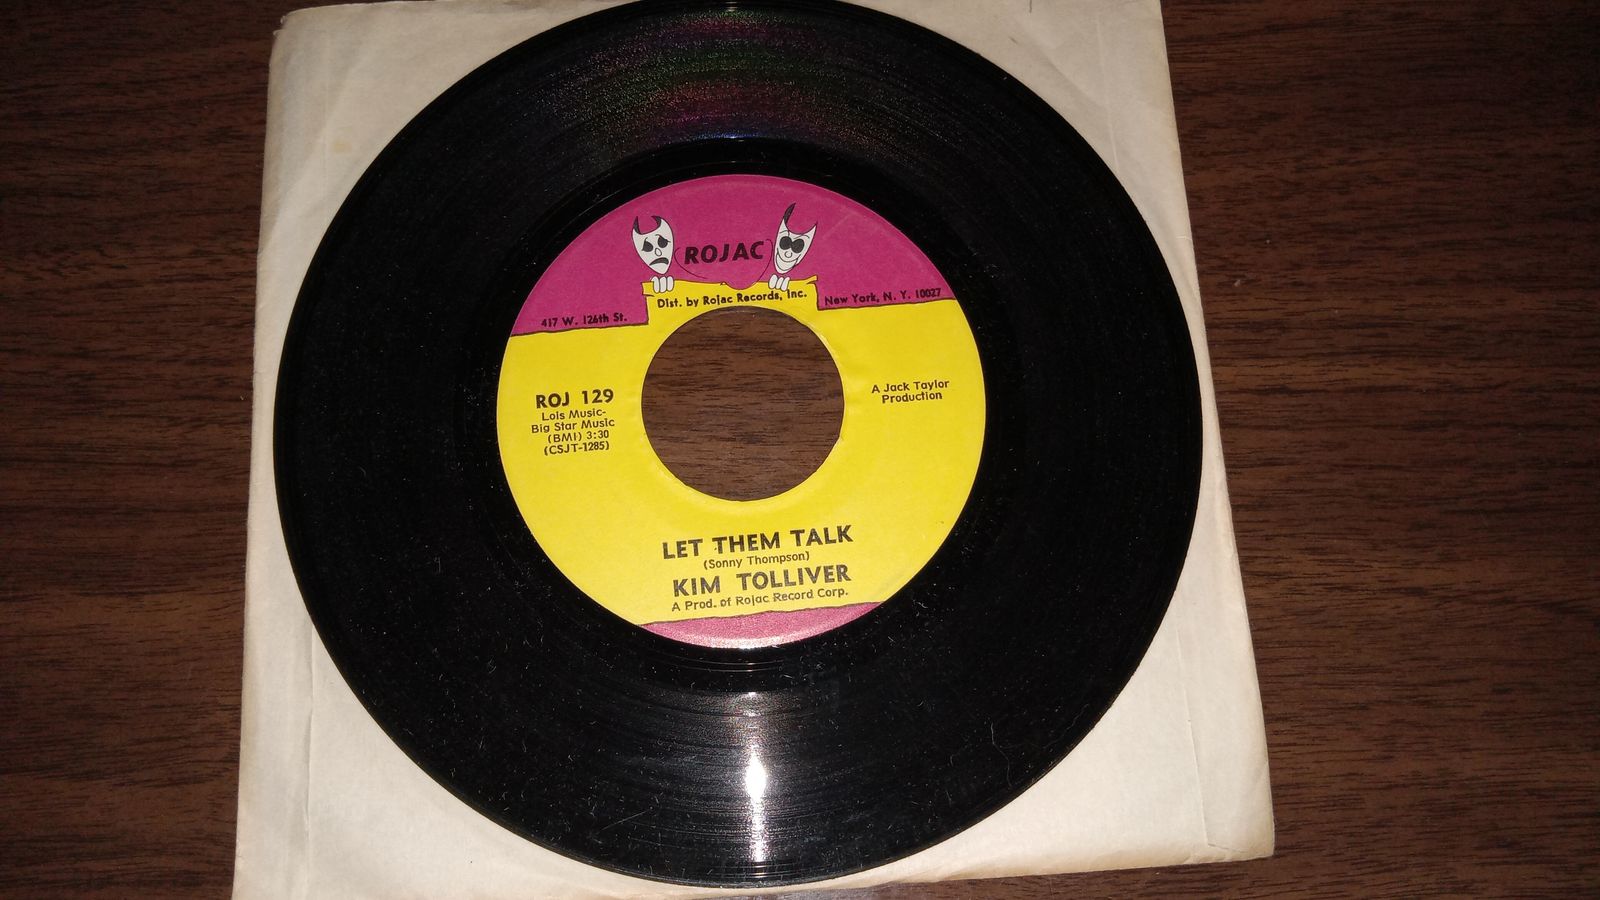 ROJAC
Dist. by Rojac Records, Inc.
417 W. 126th St.
New York, N. Y. 10027
ROJ 129
Lois Music-
Big Star Music
(BMI) 3:30
(CSJT-1285)
A Jack Taylor
Production
LET THEM TALK
(Sonny Thompson)
KIM TOLLIVER
A Prod. of Rojac Record Corp.